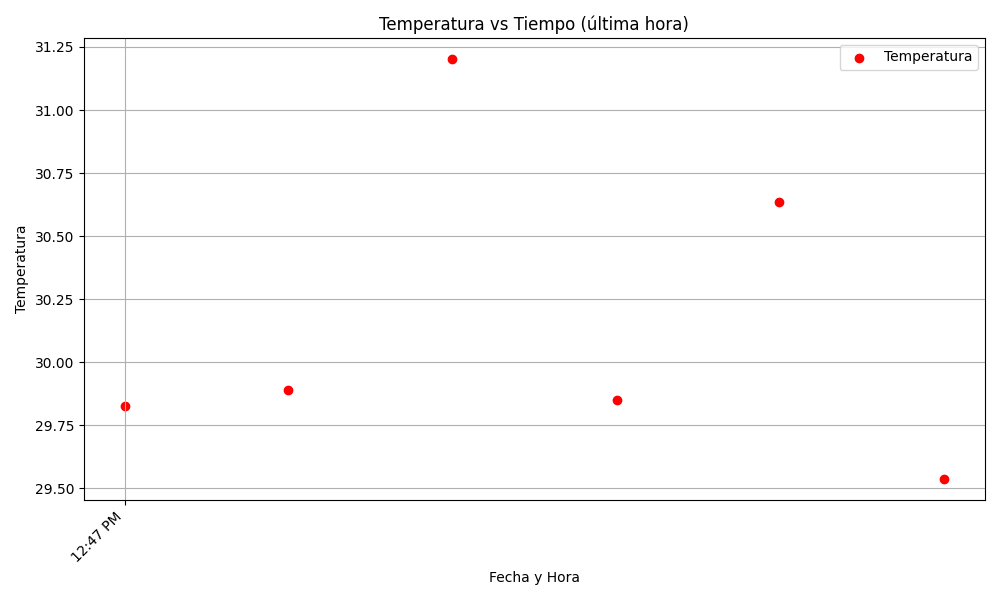 Temperatura vs Tiempo (última hora)
Temperatura
31.25
31.00
30.75
30.50
30.25
30.00
29.75
29.50
Temperatura
12:47 PM
Fecha y Hora